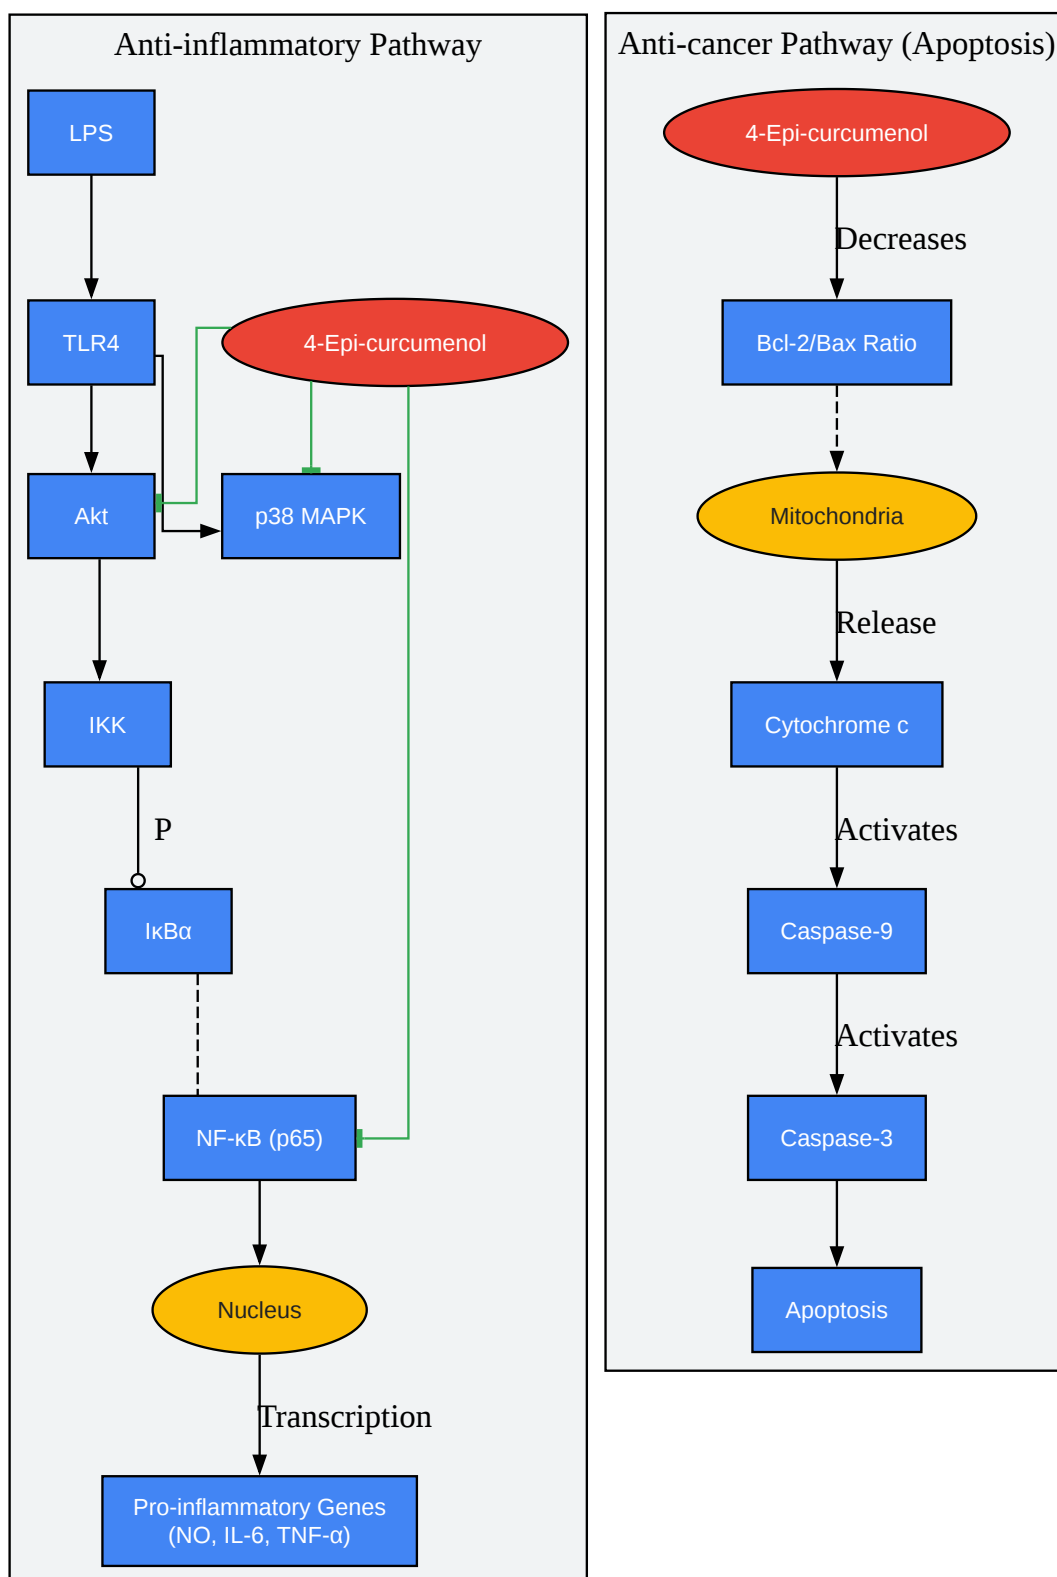 Anti-inflammatory Pathway
LPS
TLR4
4-Epi-curcumenol
Akt
p38 MAPK
IKK
P
IκBα
NF-κB (p65)
Nucleus
Transcription
Pro-inflammatory Genes
(NO, IL-6, TNF-α)
Anti-cancer Pathway (Apoptosis)
4-Epi-curcumenol
Decreases
Bcl-2/Bax Ratio
Mitochondria
Release
Cytochrome c
Activates
Caspase-9
Activates
Caspase-3
Apoptosis